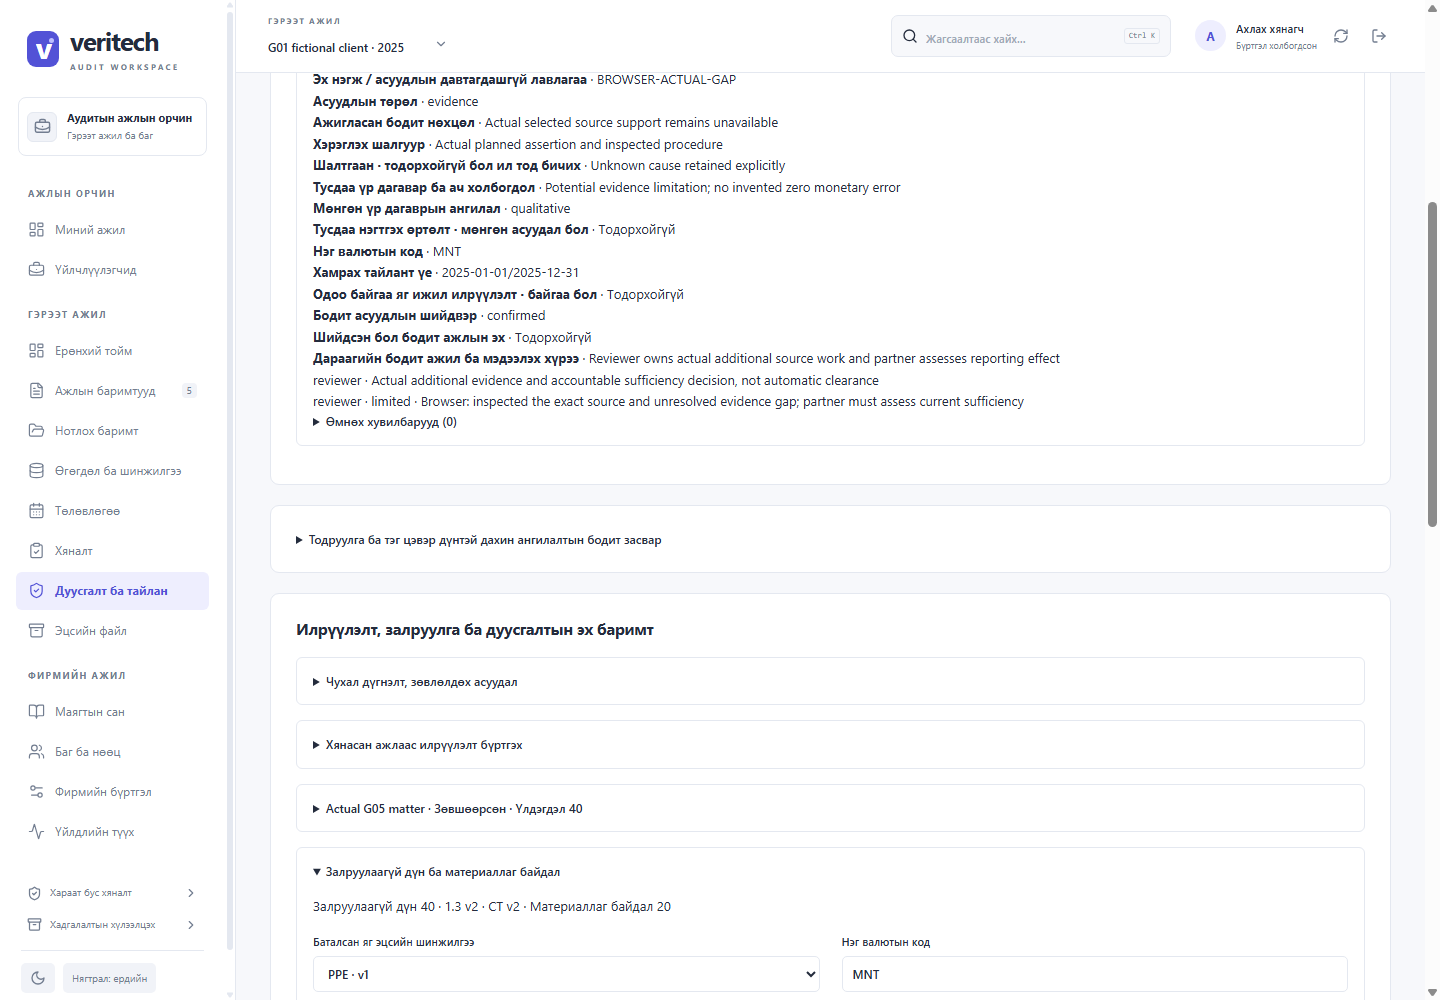 veritech
AUDIT WORKSPACE
Аудитын ажлын орчин
Гэрээт ажил ба баг
АЖЛЫН ОРЧИН
Миний ажил
Үйлчлүүлэгчид
ГЭРЭЭТ АЖИЛ
Ерөнхий тойм
Ажлын баримтууд 5
Нотлох баримт
Өгөгдөл ба шинжилгээ
Төлөвлөгөө
Хяналт
Дуусгалт ба тайлан
Эцсийн файл
ФИРМИЙН АЖИЛ
Маягтын сан
Баг ба нөөц
Фирмийн бүртгэл
Үйлдлийн түүх
Хараат бус хяналт
Хадгалалтын хүлээлцэх
Нягтрал: ердийн
ГЭРЭЭТ АЖИЛ
G01 fictional client · 2025
Жагсаалтаас хайх...
Ctrl K
A
Ахлах хянагч
Бүртгэл холбогдсон
Эх нэгж / асуудлын давтагдашгүй лавлагаа · BROWSER-ACTUAL-GAP
Асуудлын төрөл · evidence
Ажигласан бодит нөхцөл · Actual selected source support remains unavailable
Хэрэглэх шалгуур · Actual planned assertion and inspected procedure
Шалтгаан · тодорхойгүй бол ил тод бичих · Unknown cause retained explicitly
Тусдаа үр дагавар ба ач холбогдол · Potential evidence limitation; no invented zero monetary error
Мөнгөн үр дагаврын ангилал · qualitative
Тусдаа нэгтгэх өртөлт · мөнгөн асуудал бол · Тодорхойгүй
Нэг валютын код · MNT
Хамрах тайлант үе · 2025-01-01/2025-12-31
Одоо байгаа яг ижил илрүүлэлт · байгаа бол · Тодорхойгүй
Бодит асуудлын шийдвэр · confirmed
Шийдсэн бол бодит ажлын эх · Тодорхойгүй
Дараагийн бодит ажил ба мэдээлэх хүрээ · Reviewer owns actual additional source work and partner assesses reporting effect
reviewer · Actual additional evidence and accountable sufficiency decision, not automatic clearance
reviewer · limited · Browser: inspected the exact source and unresolved evidence gap; partner must assess current sufficiency
Өмнөх хувилбарууд (0)
Тодруулга ба тэг цэвэр дүнтэй дахин ангилалтын бодит засвар
Илрүүлэлт, залруулга ба дуусгалтын эх баримт
Чухал дүгнэлт, зөвлөлдөх асуудал
Хянасан ажлаас илрүүлэлт бүртгэх
Actual G05 matter · Зөвшөөрсөн · Үлдэгдэл 40
Залруулаагүй дүн ба материаллаг байдал
Залруулаагүй дүн 40 · 1.3 v2 · CT v2 · Материаллаг байдал 20
Баталсан яг эцсийн шинжилгээ
Нэг валютын код
PPE · v1
MNT